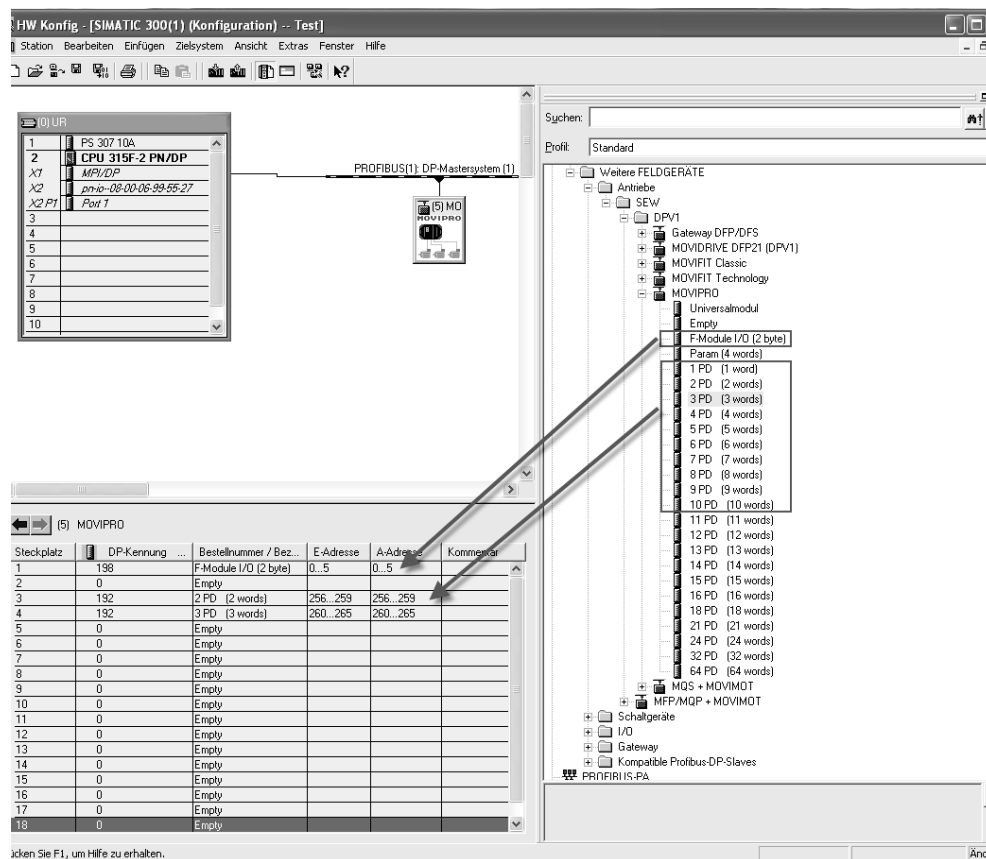 HW Konfig - [SIMATIC 300(1) (Konfiguration) -- Test]
Station Bearbeiten Einfügen Zielsystem Ansicht Extras Fenster Hilfe
(0) UR
1 PS 307 10A
2 CPU 315F-2 PN/DP
X1 MPI/DP
X2 pn-io--08-00-06-99-55-27
X2 P1 Port 1
3
4
5
6
7
8
9
10
PROFIBUS(1): DP-Mastersystem (1)
(5) MO
MOVIPRO
Suchen:
Profil: Standard
Weitere FELDGERÄTE
Antriebe
SEW
DPV1
Gateway DFP/DFS
MOVIDRIVE DFP21 (DPV1)
MOVIFIT Classic
MOVIFIT Technology
MOVIPRO
Universalmodul
Empty
F-Module I/O (2 byte)
Param (4 words)
1 PD (1 word)
2 PD (2 words)
3 PD (3 words)
4 PD (4 words)
5 PD (5 words)
6 PD (6 words)
7 PD (7 words)
8 PD (8 words)
9 PD (9 words)
10 PD (10 words)
11 PD (11 words)
12 PD (12 words)
13 PD (13 words)
14 PD (14 words)
15 PD (15 words)
16 PD (16 words)
18 PD (18 words)
21 PD (21 words)
24 PD (24 words)
32 PD (32 words)
64 PD (64 words)
MQS + MOVIMOT
MFP/MQP + MOVIMOT
Schaltgeräte
I/O
Gateway
Kompatible Profibus-DP-Slaves
PROFIBUS-PA
(5) MOVIPRO
Steckplatz DP-Kennung ... Bestellnummer / Bez... E-Adresse A-Adresse Kommentar
1 198 F-Module I/O (2 byte) 0...5 0...5
2 0 Empty
3 192 2 PD (2 words) 256...259 256...259
4 192 3 PD (3 words) 260...265 260...265
5 0 Empty
6 0 Empty
7 0 Empty
8 0 Empty
9 0 Empty
10 0 Empty
11 0 Empty
12 0 Empty
13 0 Empty
14 0 Empty
15 0 Empty
16 0 Empty
17 0 Empty
18 0 Empty
ücken Sie F1, um Hilfe zu erhalten.
Änd